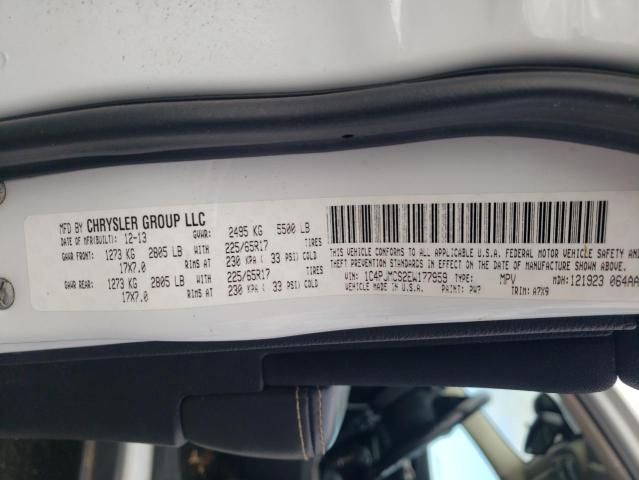 MFD BY CHRYSLER GROUP LLC
DATE OF MFR(BUILT): 12-13 GVWR: 2495 KG 5500 LB
GWAR FRONT: 1273 KG 2805 LB WITH 225/65R17 TIRES
17X7.0 RIMS AT 230 KPA ( 33 PSI) COLD
GWAR REAR: 1273 KG 2805 LB WITH 225/65R17 TIRES
17X7.0 RIMS AT 230 KPA ( 33 PSI) COLD
THIS VEHICLE CONFORMS TO ALL APPLICABLE U.S.A. FEDERAL MOTOR VEHICLE SAFETY, BUMPER AND
THEFT PREVENTION STANDARDS IN EFFECT ON THE DATE OF MANUFACTURE SHOWN ABOVE.
VIN: 1C4PJMCS2EW177959 TYPE: MPV MDH: 121923 064AA
VEHICLE MADE IN U.S.A. PAINT: PW7 TRIM: A7X9